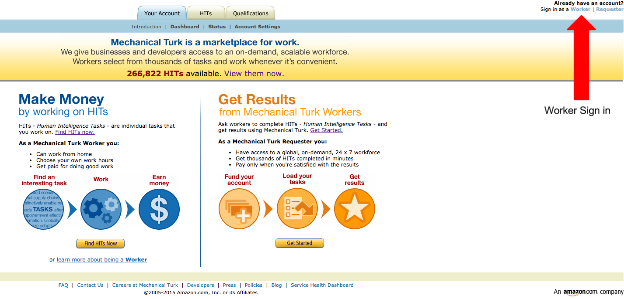 Already have an account?
Your Account HITs Qualifications
Sign in as a Worker | Requester
Introduction | Dashboard | Status | Account Settings
Mechanical Turk is a marketplace for work.
We give businesses and developers access to an on-demand, scalable workforce.
Workers select from thousands of tasks and work whenever it's convenient.
266,822 HITs available. View them now.
Make Money
by working on HITs
HITs - Human Intelligence Tasks - are individual tasks that
you work on. Find HITs now.
As a Mechanical Turk Worker you:
• Can work from home
• Choose your own work hours
• Get paid for doing good work
Find an
interesting task
Work
Earn
money
TASKS
$
Find HITs Now
or learn more about being a Worker
Get Results
from Mechanical Turk Workers
Ask workers to complete HITs - Human Intelligence Tasks - and
get results using Mechanical Turk. Get Started.
As a Mechanical Turk Requester you:
• Have access to a global, on-demand, 24 x 7 workforce
• Get thousands of HITs completed in minutes
• Pay only when you're satisfied with the results
Fund your
account
Load your
tasks
Get
results
Get Started
Worker Sign in
FAQ | Contact Us | Careers at Mechanical Turk | Developers | Press | Policies | Blog | Service Health Dashboard
Amazon.com, Inc. or its Affiliates.
An amazon.com. company